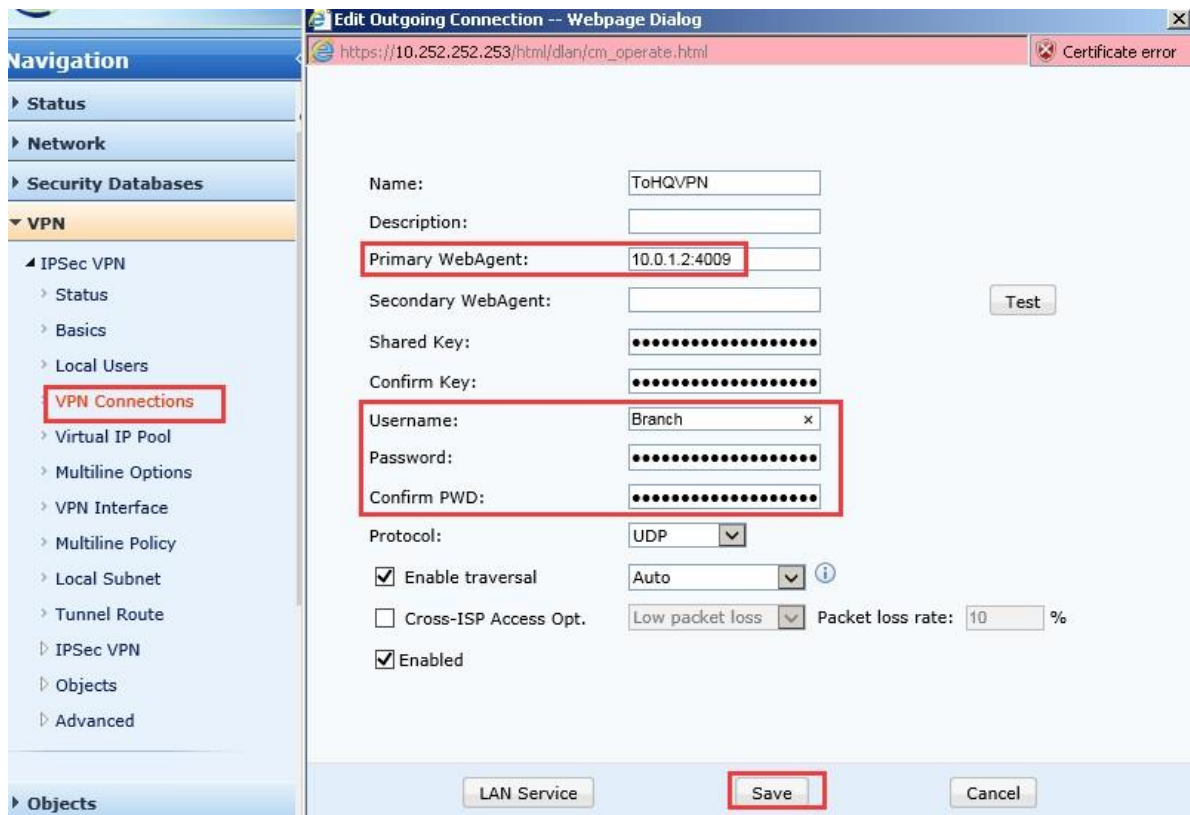 Edit Outgoing Connection -- Webpage Dialog
https://10.252.252.253/html/dlan/cm_operate.html
Certificate error
Navigation
Status
Network
Security Databases
VPN
IPSec VPN
Status
Basics
Local Users
VPN Connections
Virtual IP Pool
Multiline Options
VPN Interface
Multiline Policy
Local Subnet
Tunnel Route
IPSec VPN
Objects
Advanced
Objects
Name: ToHQVPN
Description:
Primary WebAgent: 10.0.1.2:4009
Secondary WebAgent: Test
Shared Key: •••••••••••••••••••
Confirm Key: •••••••••••••••••••
Username: Branch ×
Password: •••••••••••••••••••
Confirm PWD: •••••••••••••••••••
Protocol: UDP
Enable traversal Auto
Cross-ISP Access Opt. Low packet loss Packet loss rate: 10 %
Enabled
LAN Service Save Cancel